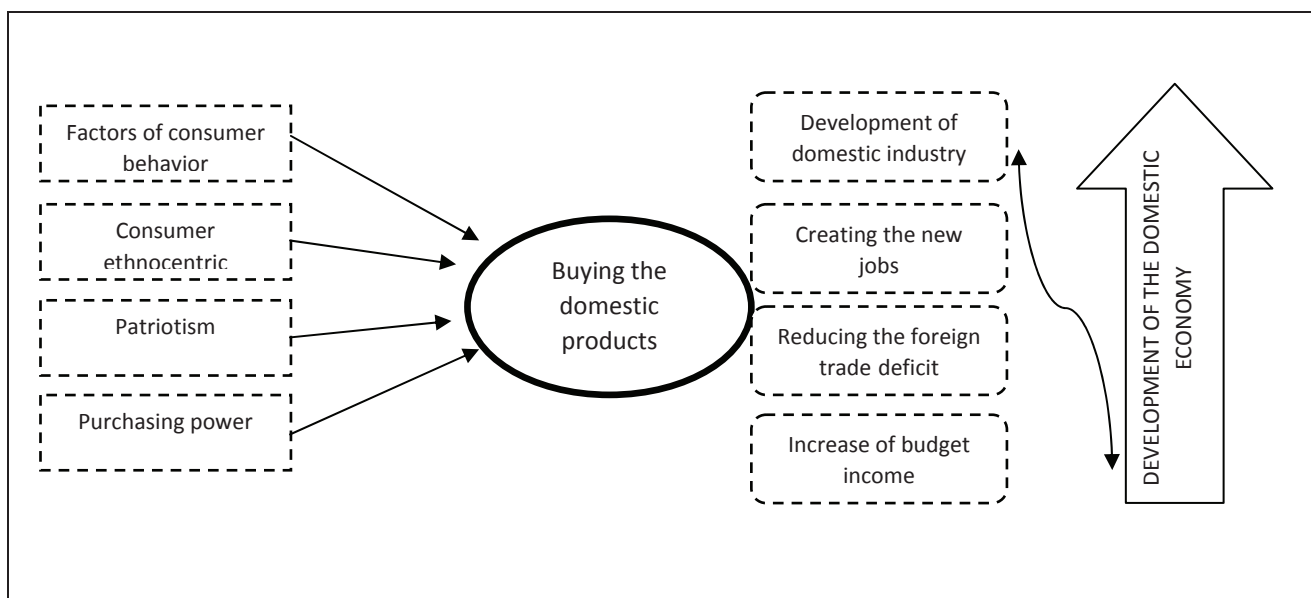 Factors of consumer
behavior
Consumer
ethnocentric
Patriotism
Purchasing power
Buying the
domestic
products
Development of
domestic industry
Creating the new
jobs
Reducing the foreign
trade deficit
Increase of budget
income
DEVELOPMENT OF THE DOMESTIC
ECONOMY